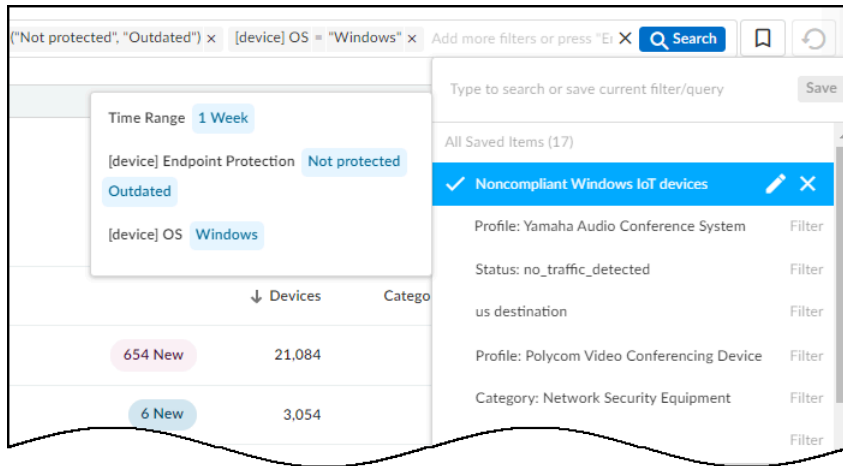 ("Not protected", "Outdated") × [device] OS = "Windows" × Add more filters or press "Er × Search
Type to search or save current filter/query Save
All Saved Items (17)
Time Range 1 Week
[device] Endpoint Protection Not protected
Outdated
[device] OS Windows
Noncompliant Windows IoT devices
Profile: Yamaha Audio Conference System Filter
Status: no_traffic_detected Filter
us destination Filter
Profile: Polycom Video Conferencing Device Filter
Category: Network Security Equipment Filter
Filter
↓ Devices Catego
654 New 21,084
6 New 3,054